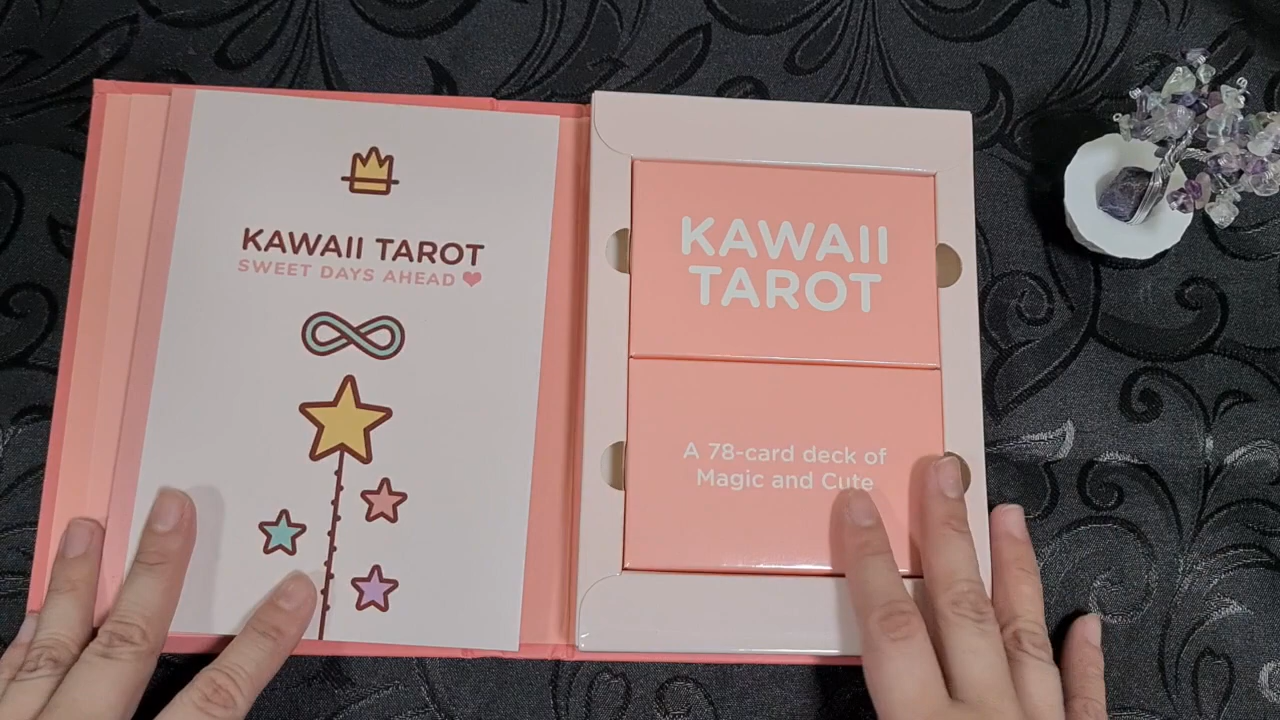 KAWAII TAROT
SWEET DAYS AHEAD
KAWAII
TAROT
A 78-card deck of
Magic and Cute